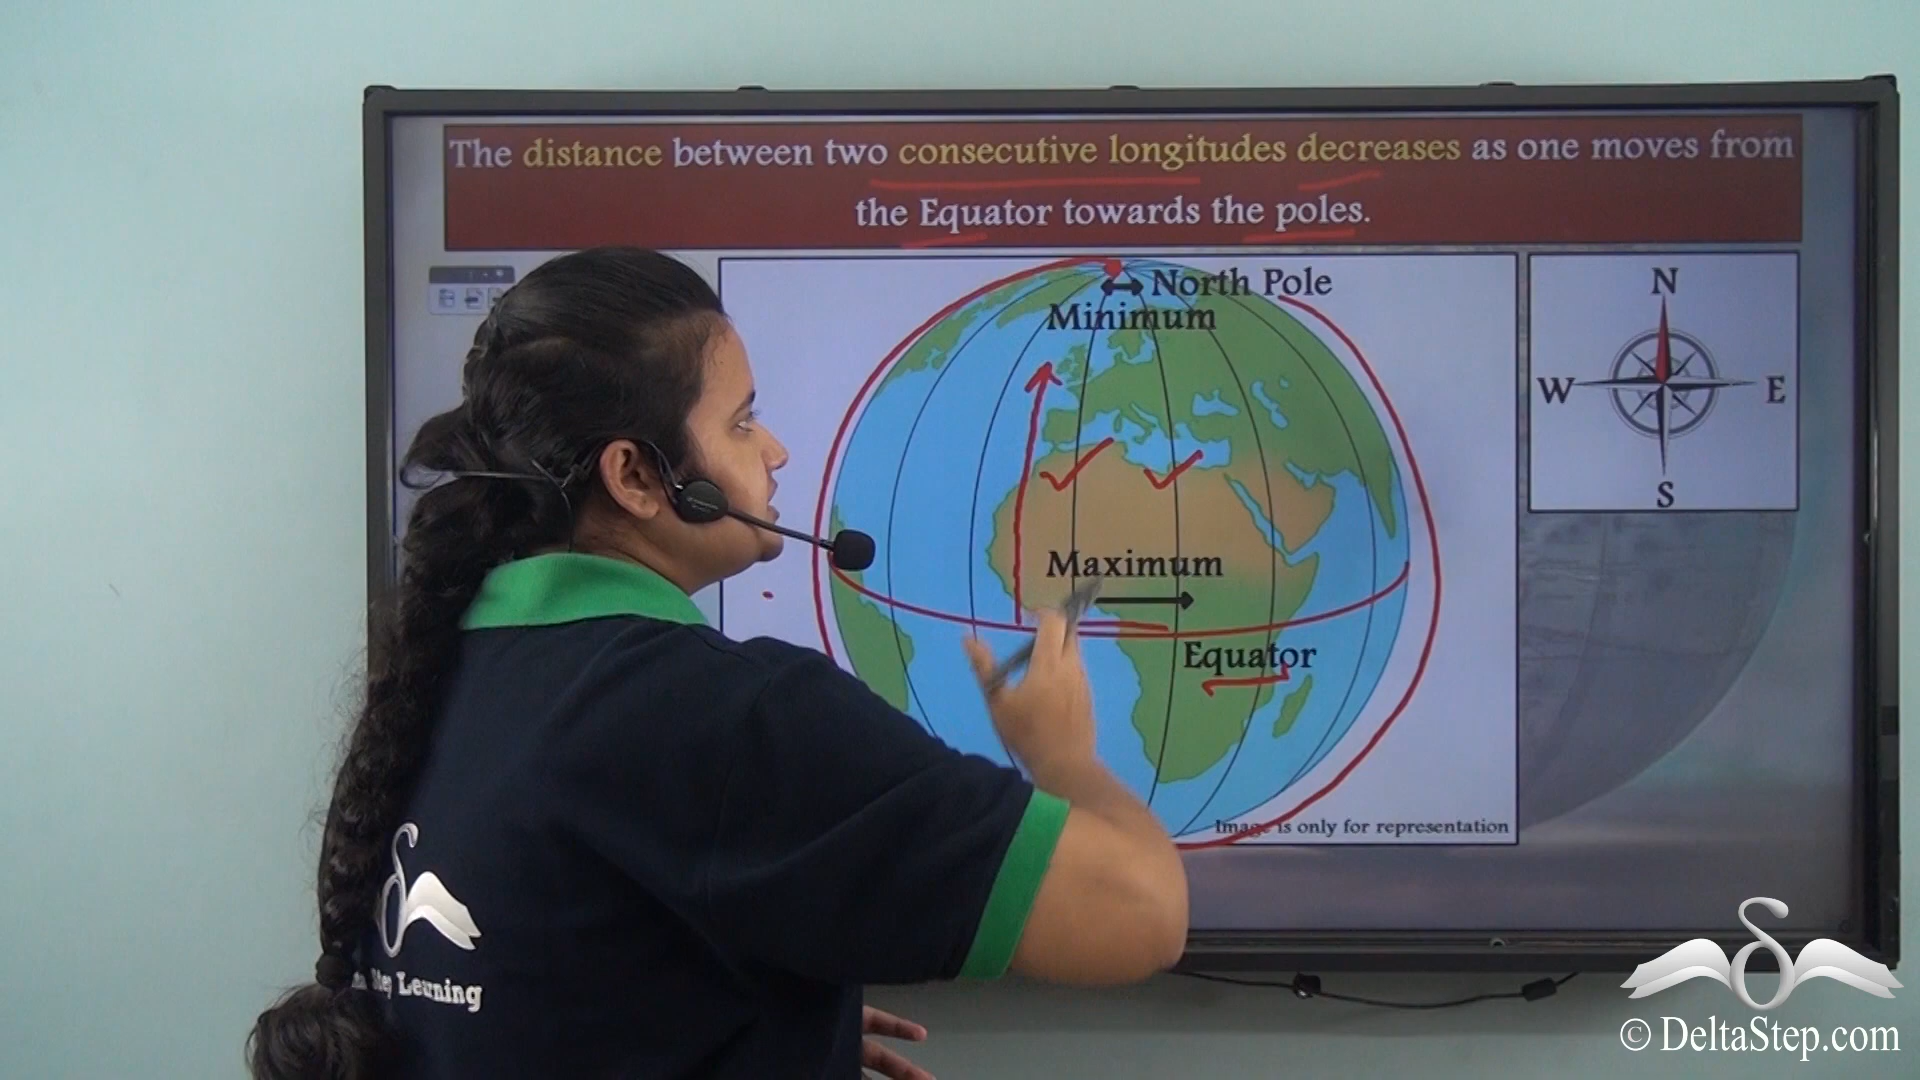 The distance between two consecutive longitudes decreases as one moves from
the Equator towards the poles.
North Pole
Minimum
Maximum
Equator
Image is only for representation
N
W
E
S
Step Learning
© DeltaStep.com